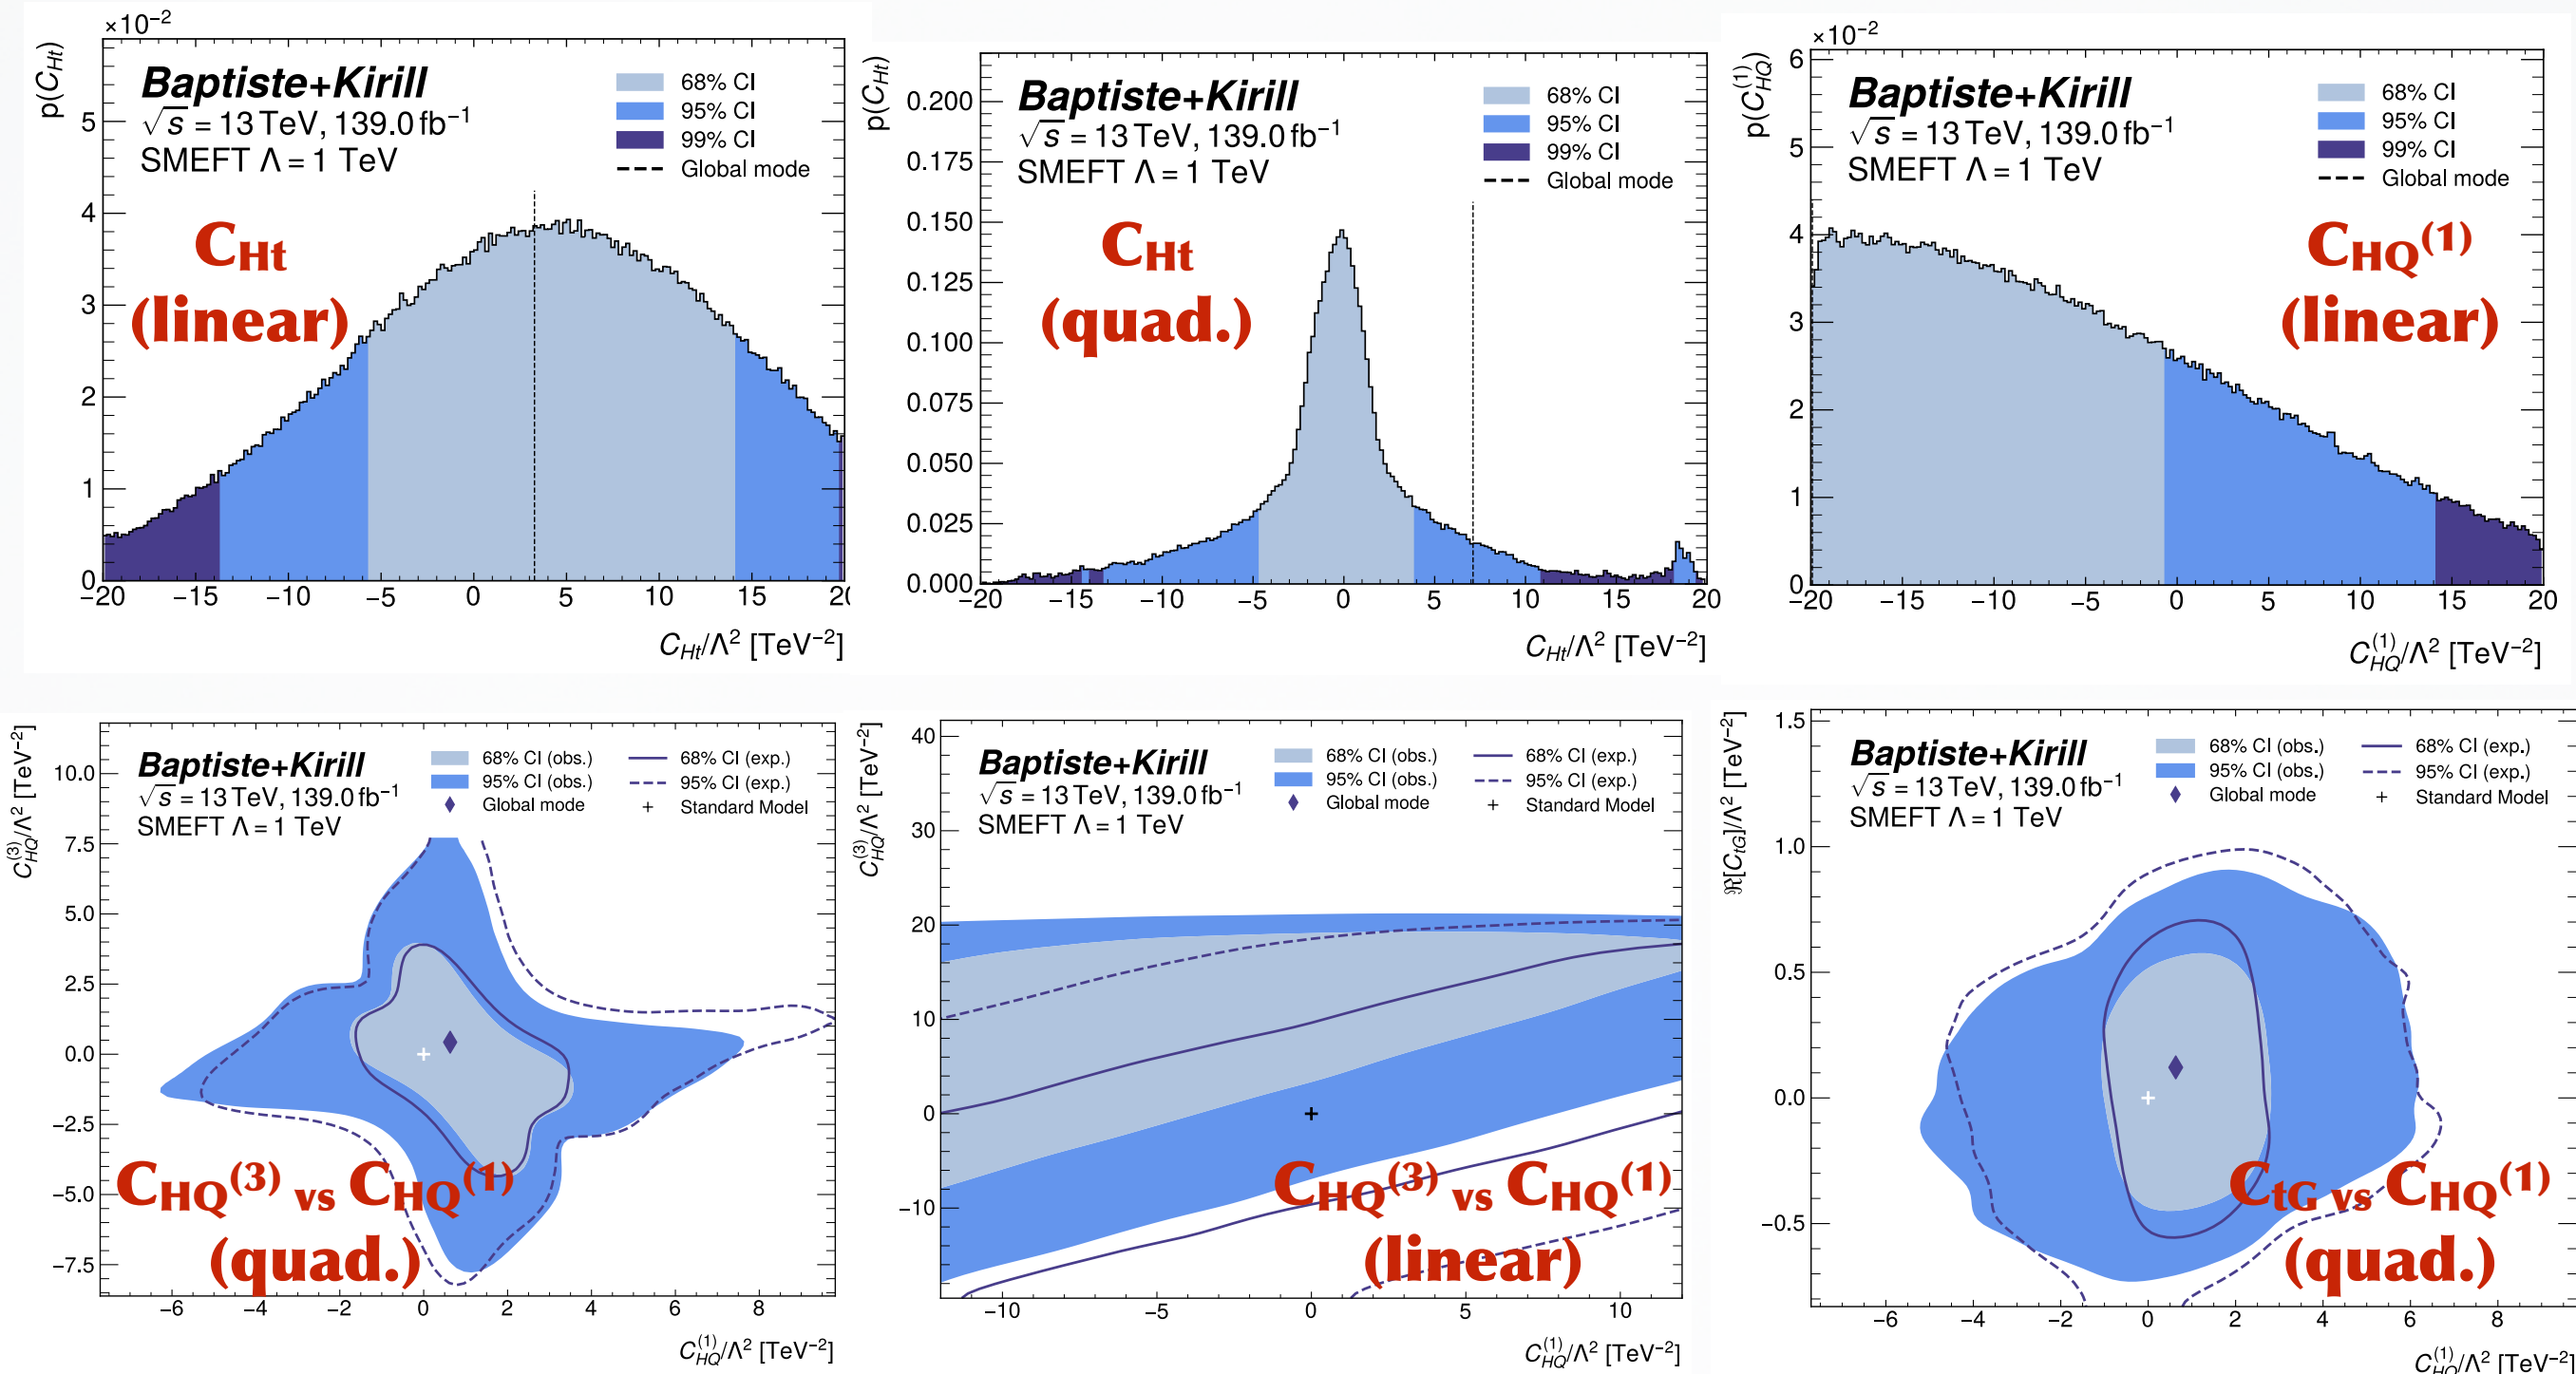 ×10⁻²
p(C_Ht)
Baptiste+Kirill
√s = 13 TeV, 139.0 fb⁻¹
SMEFT Λ = 1 TeV
68% CI
95% CI
99% CI
Global mode
C_Ht
(linear)
5
4
3
2
1
0
−20 −15 −10 −5 0 5 10 15 20
C_Ht/Λ² [TeV⁻²]
p(C_Ht)
Baptiste+Kirill
√s = 13 TeV, 139.0 fb⁻¹
SMEFT Λ = 1 TeV
68% CI
95% CI
99% CI
Global mode
C_Ht
(quad.)
0.200
0.175
0.150
0.125
0.100
0.075
0.050
0.025
0.000
−20 −15 −10 −5 0 5 10 15 20
C_Ht/Λ² [TeV⁻²]
×10⁻²
p(C_HQ^(1))
Baptiste+Kirill
√s = 13 TeV, 139.0 fb⁻¹
SMEFT Λ = 1 TeV
68% CI
95% CI
99% CI
Global mode
C_HQ^(1)
(linear)
6
5
4
3
2
1
0
−20 −15 −10 −5 0 5 10 15 20
C_HQ^(1)/Λ² [TeV⁻²]
C_HQ^(3)/Λ² [TeV⁻²]
Baptiste+Kirill
√s = 13 TeV, 139.0 fb⁻¹
SMEFT Λ = 1 TeV
68% CI (obs.)
95% CI (obs.)
Global mode
68% CI (exp.)
95% CI (exp.)
Standard Model
10.0
7.5
5.0
2.5
0.0
−2.5
−5.0
−7.5
C_HQ^(3) vs C_HQ^(1)
(quad.)
−6 −4 −2 0 2 4 6 8
C_HQ^(1)/Λ² [TeV⁻²]
C_HQ^(3)/Λ² [TeV⁻²]
Baptiste+Kirill
√s = 13 TeV, 139.0 fb⁻¹
SMEFT Λ = 1 TeV
68% CI (obs.)
95% CI (obs.)
Global mode
68% CI (exp.)
95% CI (exp.)
Standard Model
40
30
20
10
0
−10
C_HQ^(3) vs C_HQ^(1)
(linear)
−10 −5 0 5 10
C_HQ^(1)/Λ² [TeV⁻²]
ℜ[C_tG]/Λ² [TeV⁻²]
Baptiste+Kirill
√s = 13 TeV, 139.0 fb⁻¹
SMEFT Λ = 1 TeV
68% CI (obs.)
95% CI (obs.)
Global mode
68% CI (exp.)
95% CI (exp.)
Standard Model
1.5
1.0
0.5
0.0
−0.5
C_tG vs C_HQ^(1)
(quad.)
−6 −4 −2 0 2 4 6 8
C_HQ^(1)/Λ² [TeV⁻²]